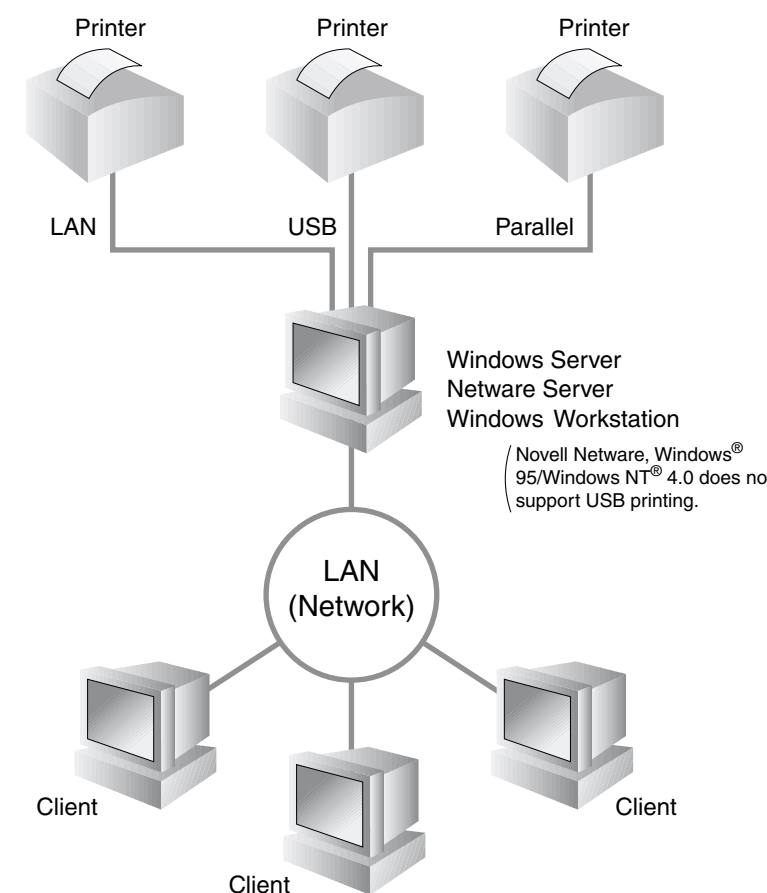 Printer Printer Printer
LAN USB Parallel
Windows Server
Netware Server
Windows Workstation
Novell Netware, Windows®
95/Windows NT® 4.0 does no
support USB printing.
LAN
(Network)
Client
Client
Client